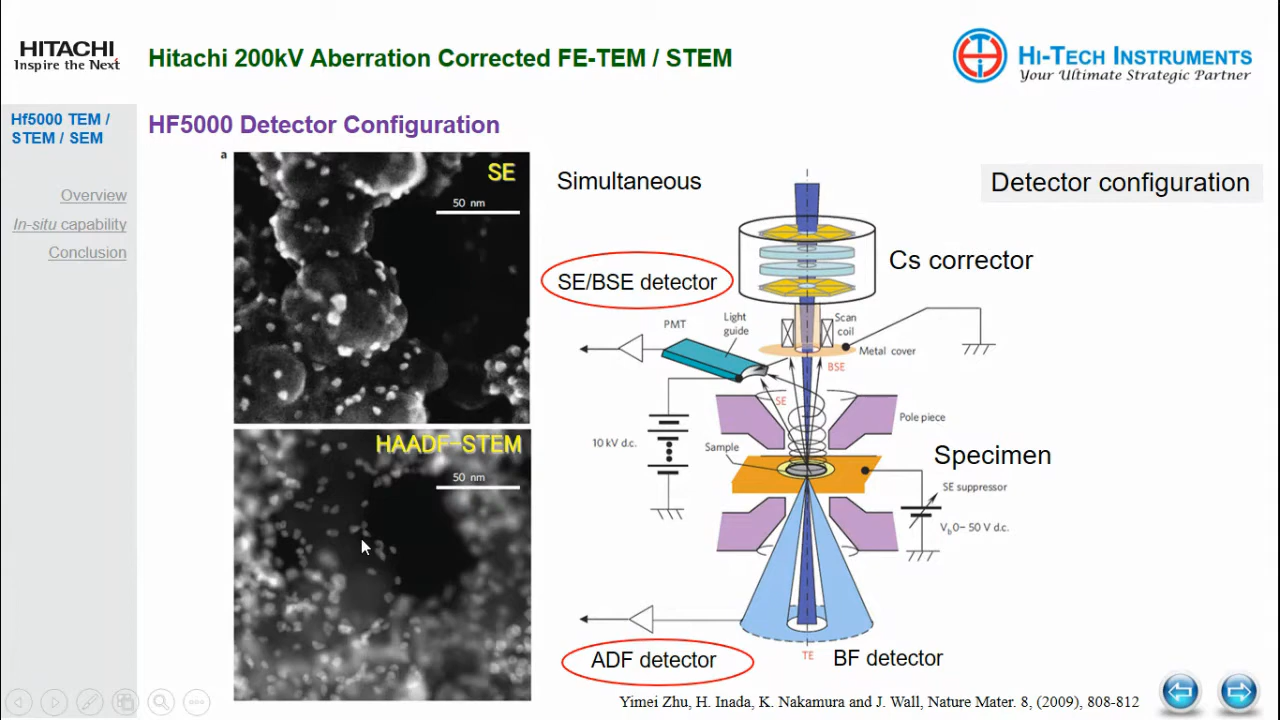 HITACHI
Inspire the Next
Hitachi 200kV Aberration Corrected FE-TEM / STEM
HI-TECH INSTRUMENTS
Your Ultimate Strategic Partner
Hf5000 TEM /
STEM / SEM
Overview
In-situ capability
Conclusion
HF5000 Detector Configuration
a
SE
50 nm
HAADF-STEM
50 nm
Simultaneous
Detector configuration
SE/BSE detector
Cs corrector
PMT
Light
guide
Scan
coil
Metal cover
BSE
SE
Pole piece
10 kV d.c.
Sample
Specimen
SE suppressor
Vb0– 50 V d.c.
ADF detector
TE
BF detector
Yimei Zhu, H. Inada, K. Nakamura and J. Wall, Nature Mater. 8, (2009), 808-812